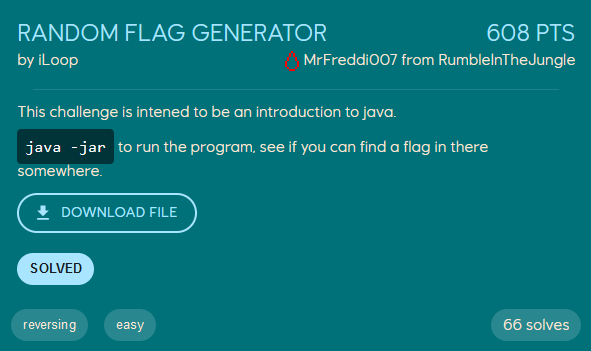 RANDOM FLAG GENERATOR 608 PTS
by iLoop MrFreddi007 from RumbleInTheJungle
This challenge is intened to be an introduction to java.
java -jar to run the program, see if you can find a flag in there
somewhere.
DOWNLOAD FILE
SOLVED
reversing easy 66 solves